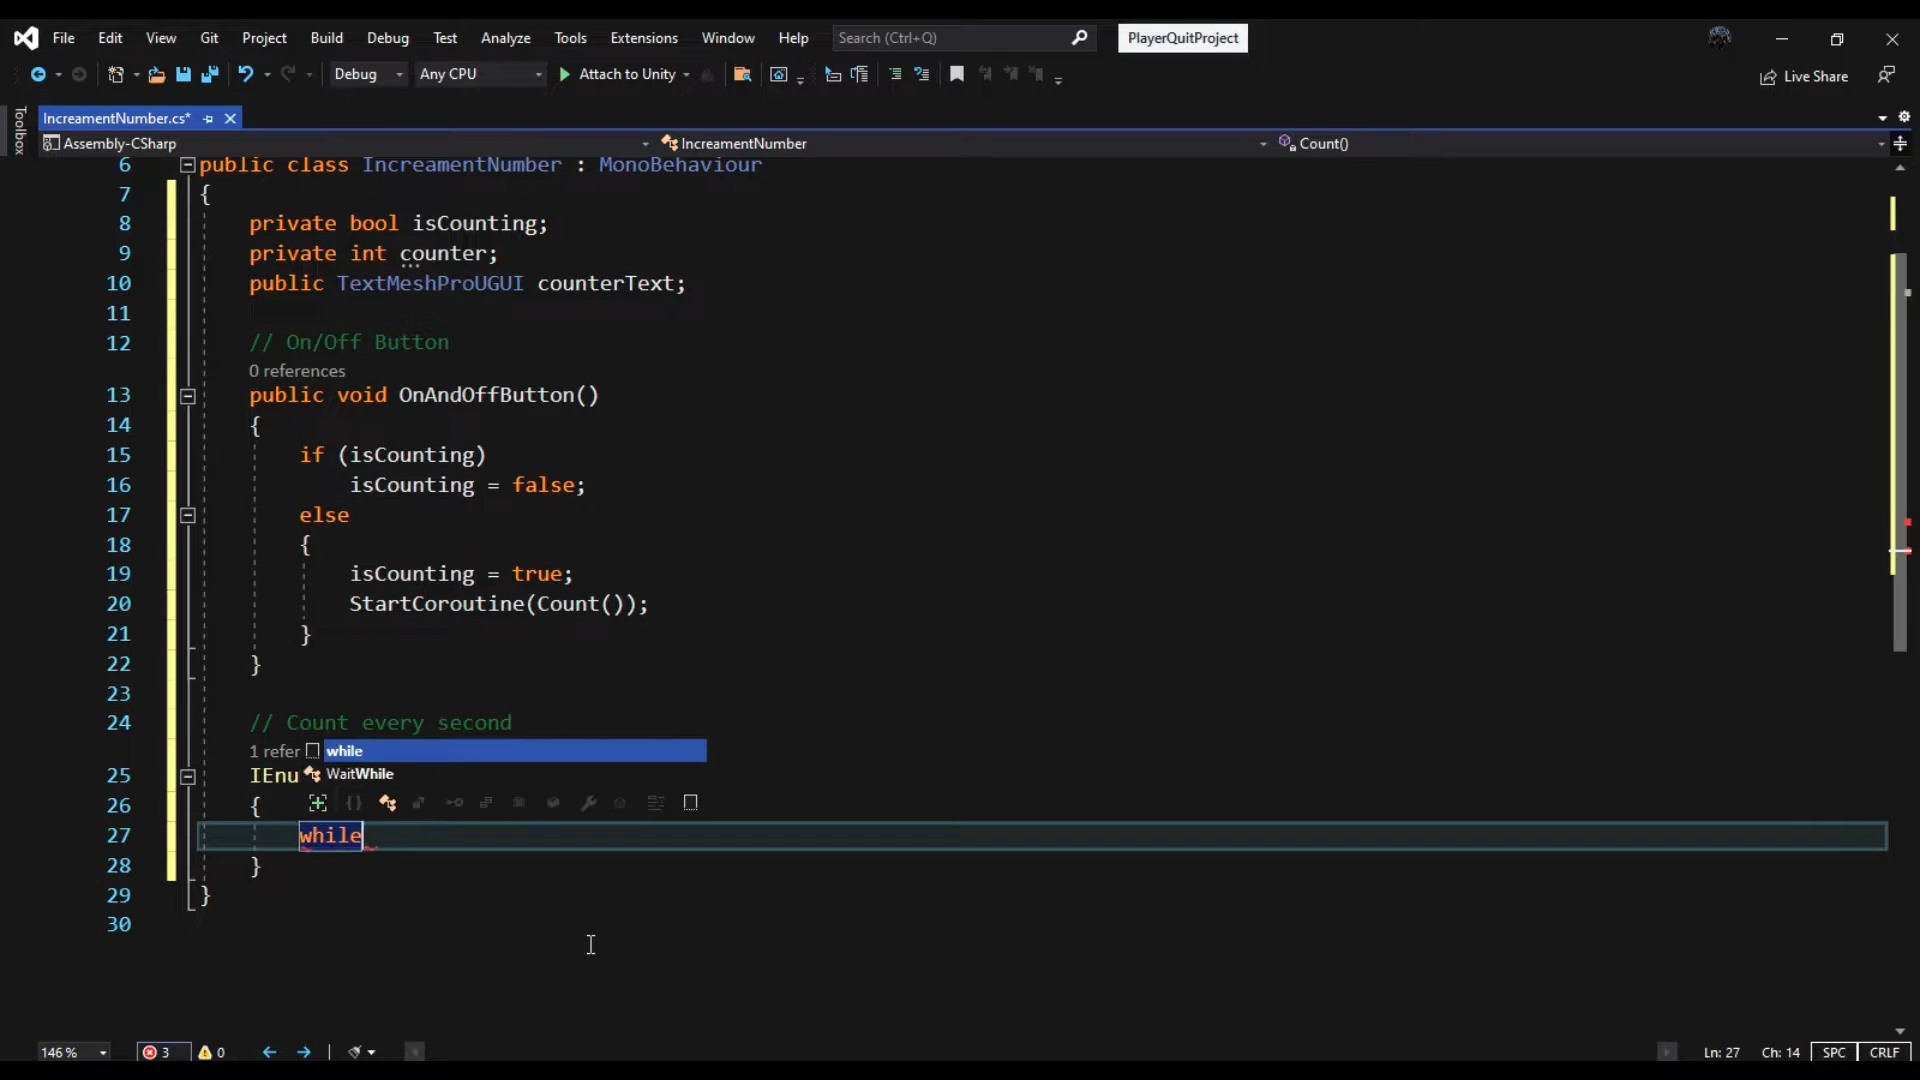 File Edit View Git Project Build Debug Test Analyze Tools Extensions Window Help Search (Ctrl+Q) PlayerQuitProject
Debug Any CPU Attach to Unity Live Share
Toolbox
IncreamentNumber.cs*
Assembly-CSharp IncreamentNumber Count()
6 public class IncreamentNumber : MonoBehaviour
7 {
8 private bool isCounting;
9 private int counter;
10 public TextMeshProUGUI counterText;
11
12 // On/Off Button
0 references
13 public void OnAndOffButton()
14 {
15 if (isCounting)
16 isCounting = false;
17 else
18 {
19 isCounting = true;
20 StartCoroutine(Count());
21 }
22 }
23
24 // Count every second
1 refer while
25 IEnu WaitWhile
26 {
27 while
28 }
29 }
30
146 % 3 0 Ln: 27 Ch: 14 SPC CRLF